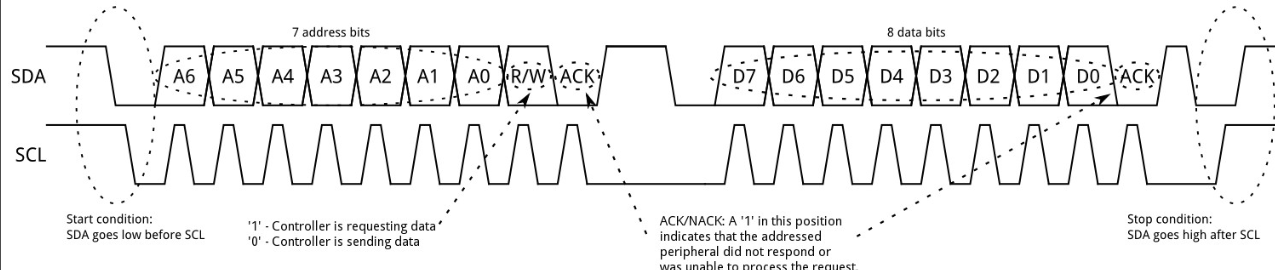 7 address bits
8 data bits
SDA
A6 A5 A4 A3 A2 A1 A0 R/W ACK
D7 D6 D5 D4 D3 D2 D1 D0 ACK
SCL
Start condition:
SDA goes low before SCL
'1' - Controller is requesting data
'0' - Controller is sending data
ACK/NACK: A '1' in this position
indicates that the addressed
peripheral did not respond or
was unable to process the request.
Stop condition:
SDA goes high after SCL